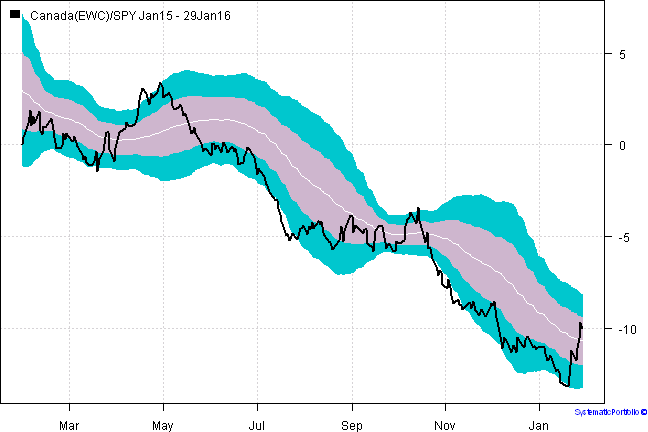 Canada(EWC)/SPY Jan15 - 29Jan16
5
0
-5
-10
Mar May Jul Sep Nov Jan
SystematicPortfolio ©